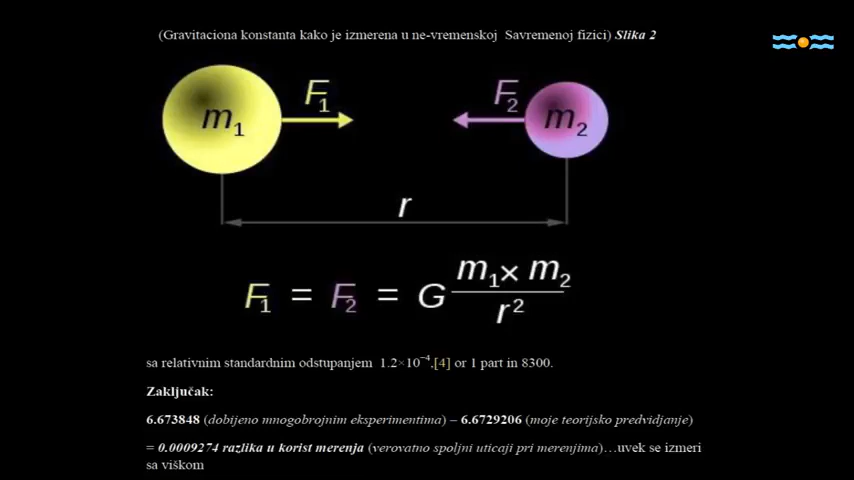 (Gravitaciona konstanta kako je izmerena u ne-vremenskoj Savremenoj fizici) Slika 2
F₁ F₂
m₁ m₂
r
F₁ = F₂ = G m₁ × m₂ / r²
sa relativnim standardnim odstupanjem 1.2×10⁻⁴,[4] or 1 part in 8300.
Zaključak:
6.673848 (dobijeno mnogobrojnim eksperimentima) – 6.6729206 (moje teorijsko predvidjanje)
= 0.0009274 razlika u korist merenja (verovatno spoljni uticaji pri merenjima)…uvek se izmeri
sa viškom